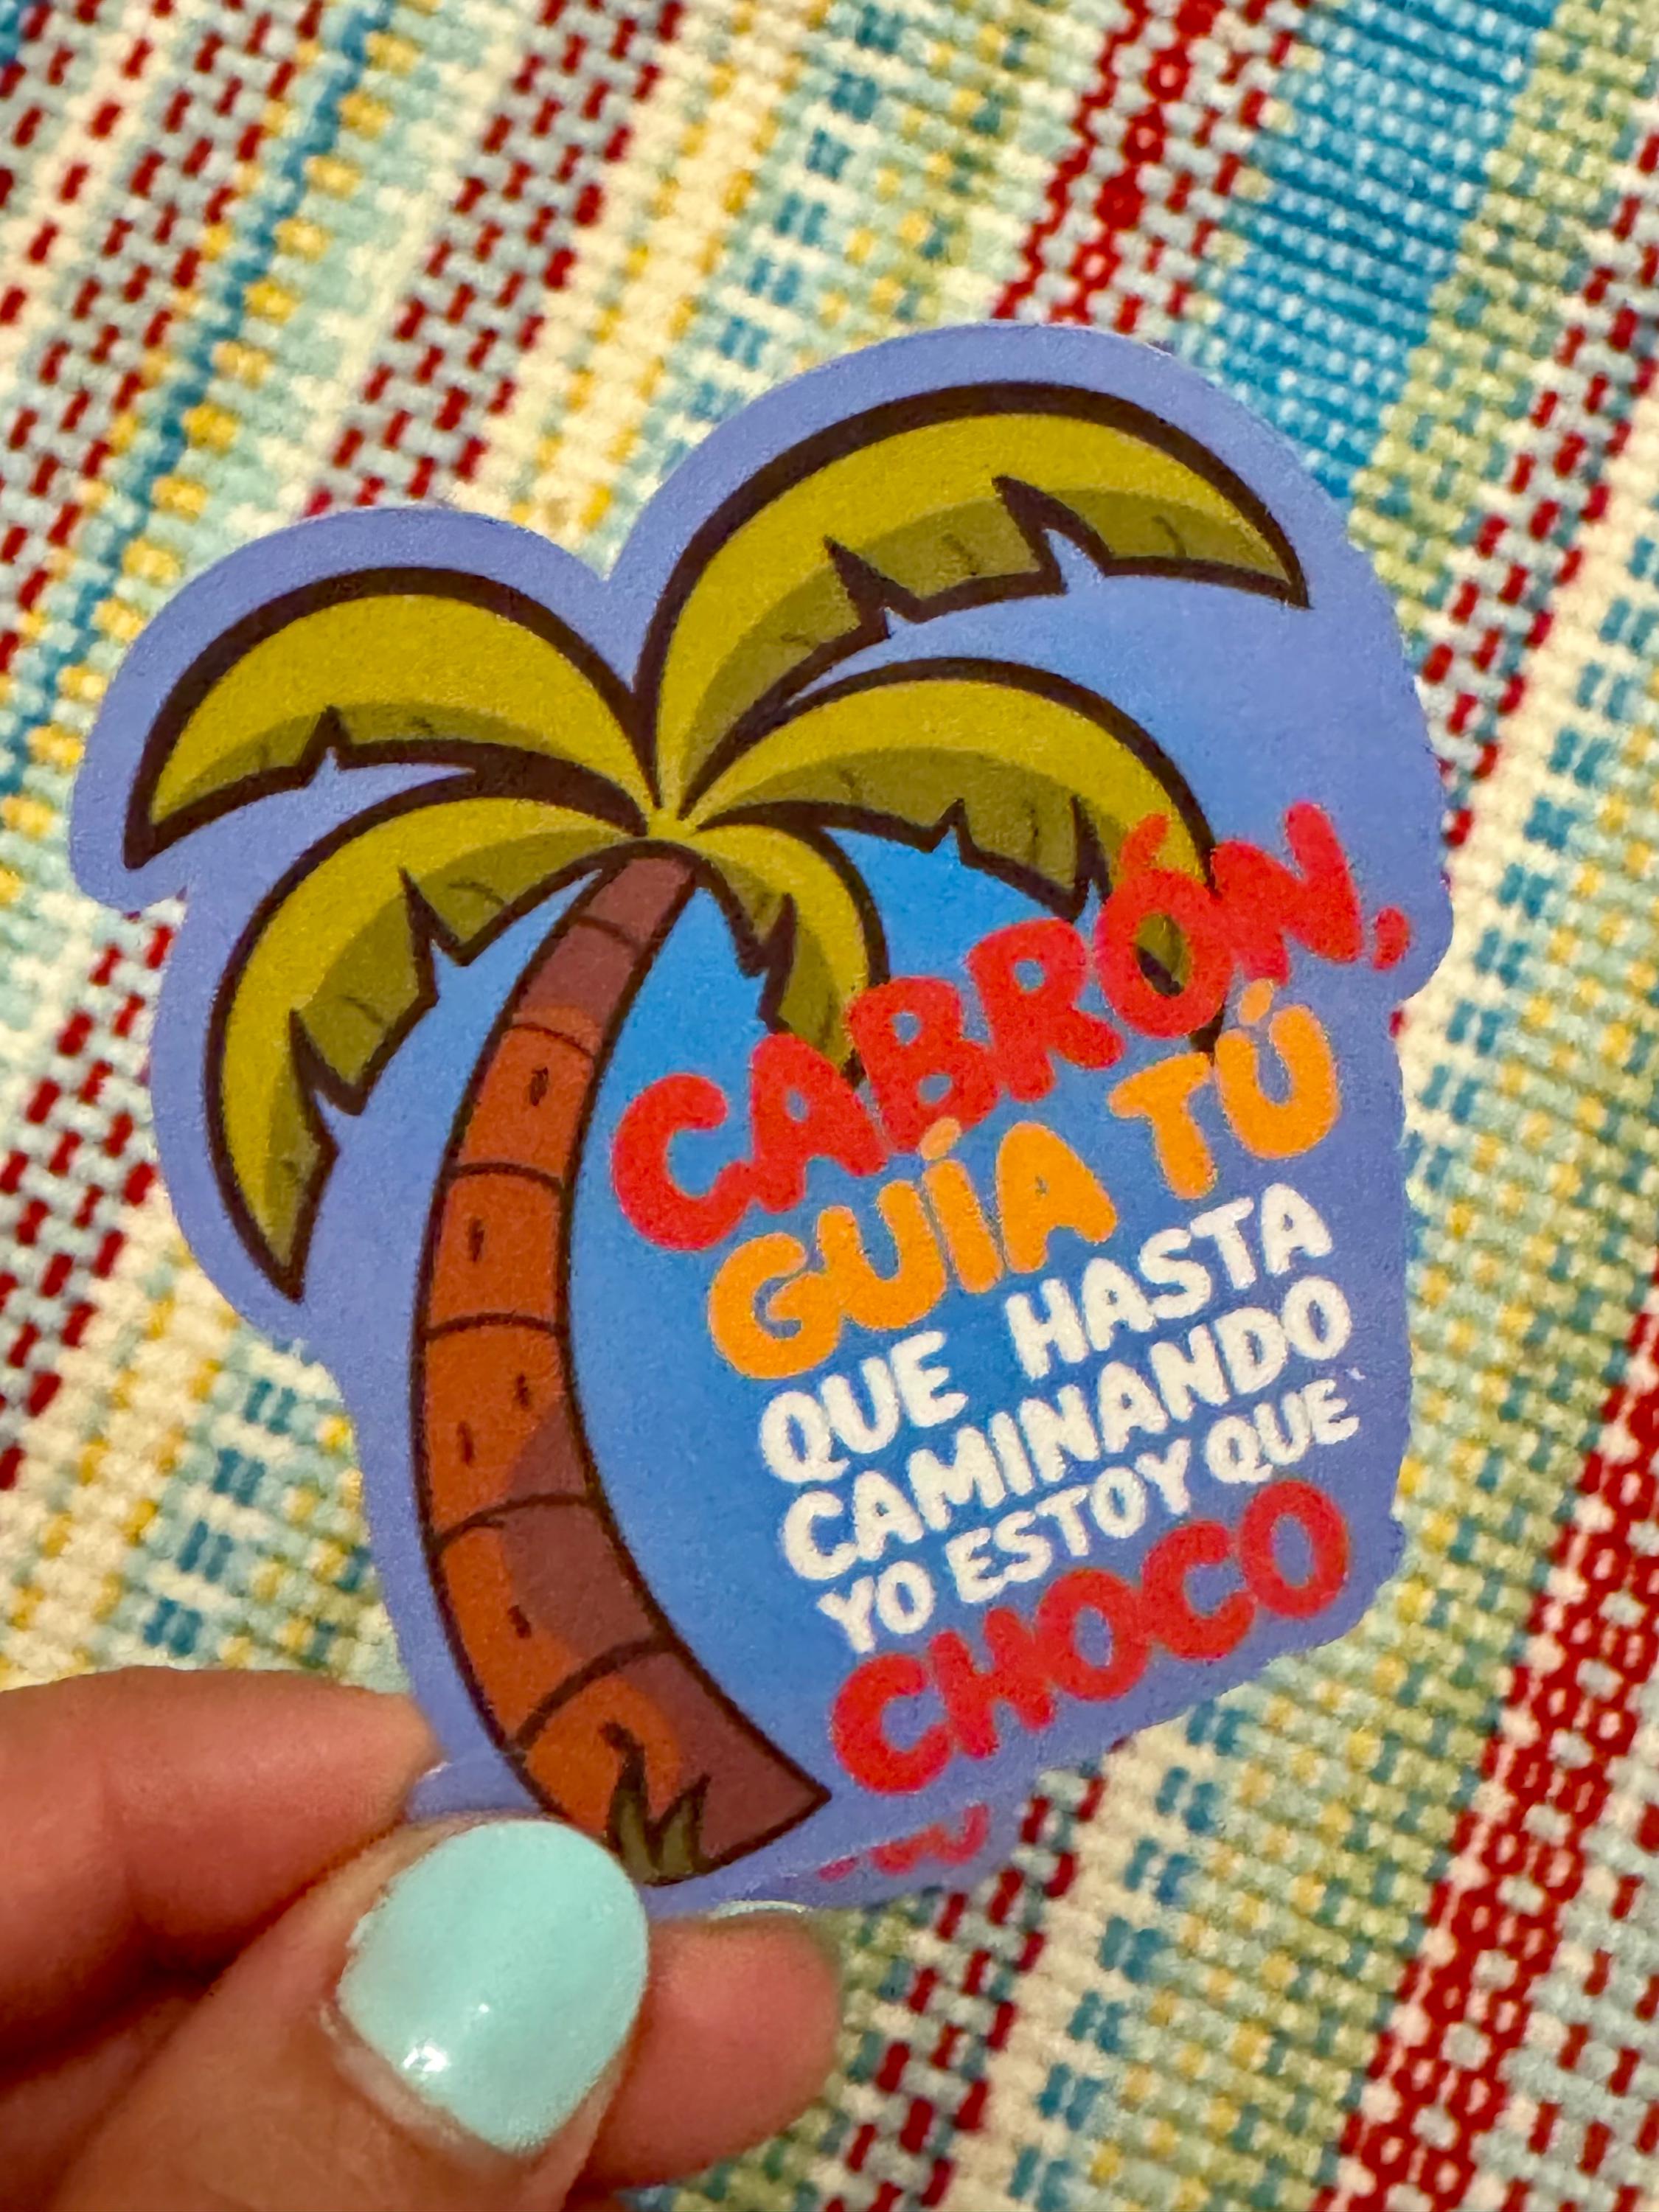 CABRÓN,
GUÍA TÚ
QUE HASTA
CAMINANDO
YO ESTOY QUE
CHOCO